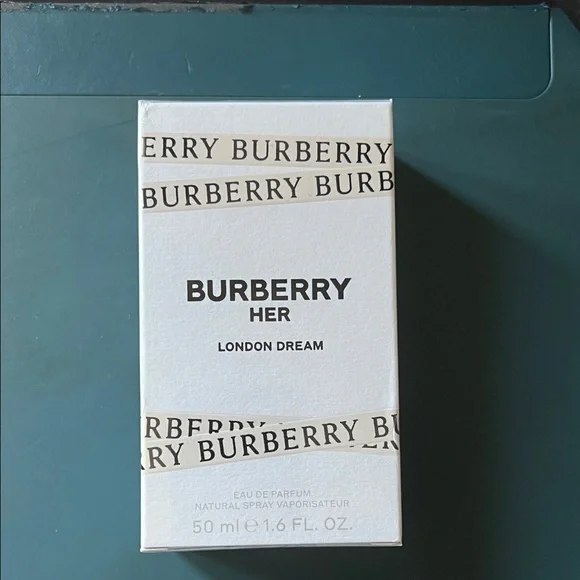 ERRY BURBERRY
BURBERRY BURB
BURBERRY
HER
LONDON DREAM
RBERRY
RY BURBERRY BU
EAU DE PARFUM
NATURAL SPRAY VAPORISATEUR
50 ml ℮ 1.6 FL. OZ.